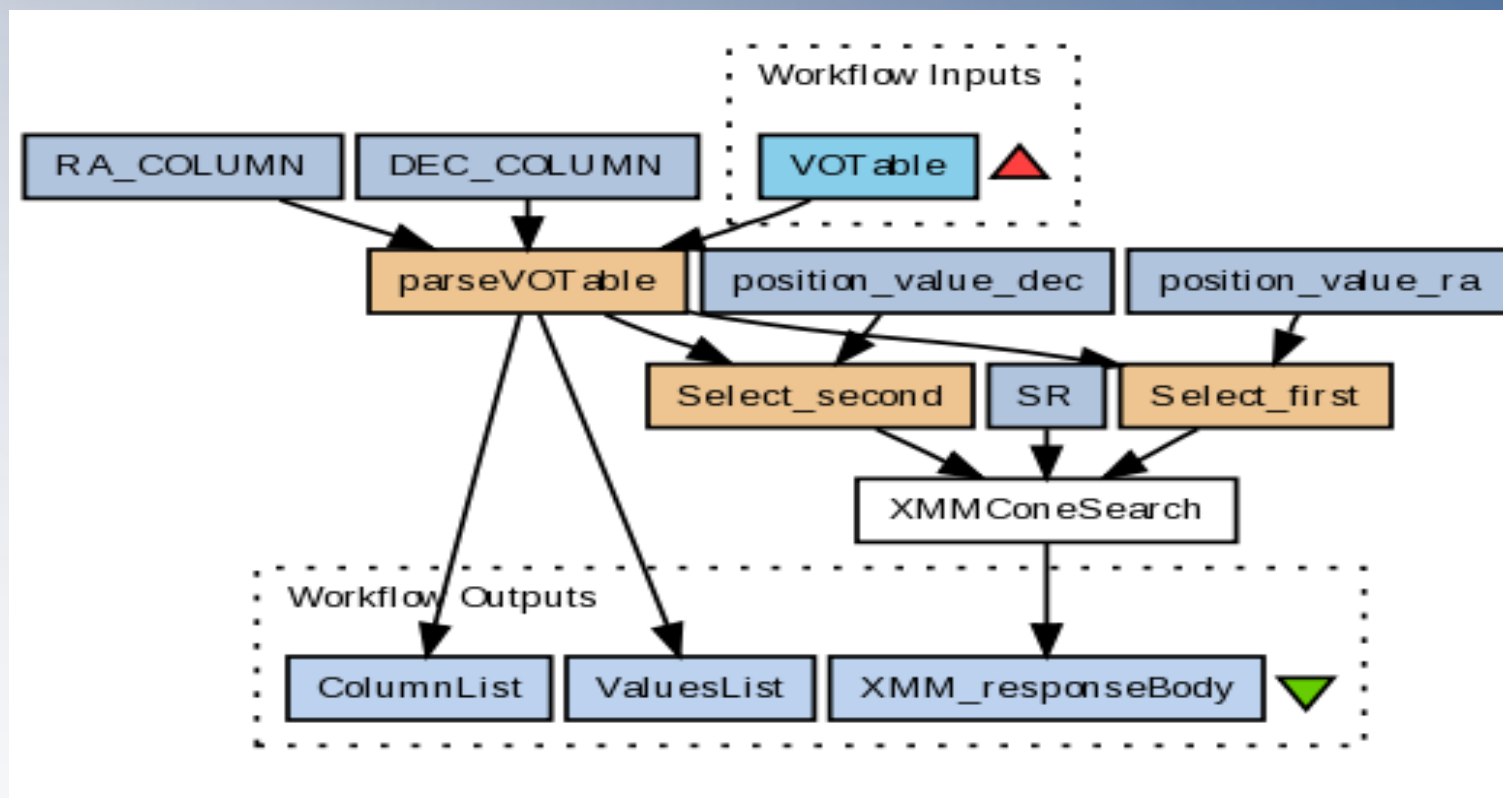 Workflow Inputs
RA_COLUMN
DEC_COLUMN
VOTable
parseVOTable
position_value_dec
position_value_ra
Select_second
SR
Select_first
XMMConeSearch
Workflow Outputs
ColumnList
ValuesList
XMM_responseBody